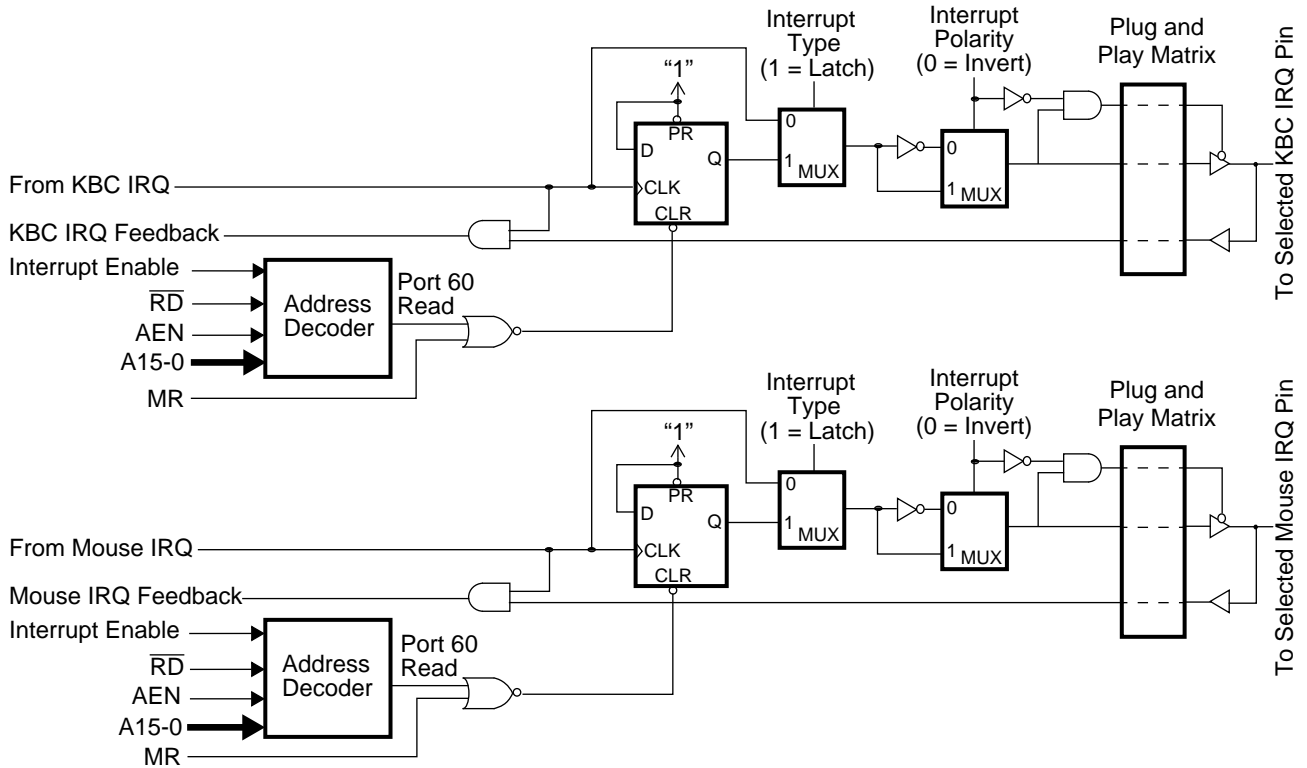 Interrupt
Type
(1 = Latch)
Interrupt
Polarity
(0 = Invert)
Plug and
Play Matrix
“1”
PR
D
Q
CLK
CLR
0
1
MUX
0
1
MUX
From KBC IRQ
KBC IRQ Feedback
Interrupt Enable
RD
AEN
A15-0
MR
Address
Decoder
Port 60
Read
To Selected KBC IRQ Pin
Interrupt
Type
(1 = Latch)
Interrupt
Polarity
(0 = Invert)
Plug and
Play Matrix
“1”
PR
D
Q
CLK
CLR
0
1
MUX
0
1
MUX
From Mouse IRQ
Mouse IRQ Feedback
Interrupt Enable
RD
AEN
A15-0
MR
Address
Decoder
Port 60
Read
To Selected Mouse IRQ Pin